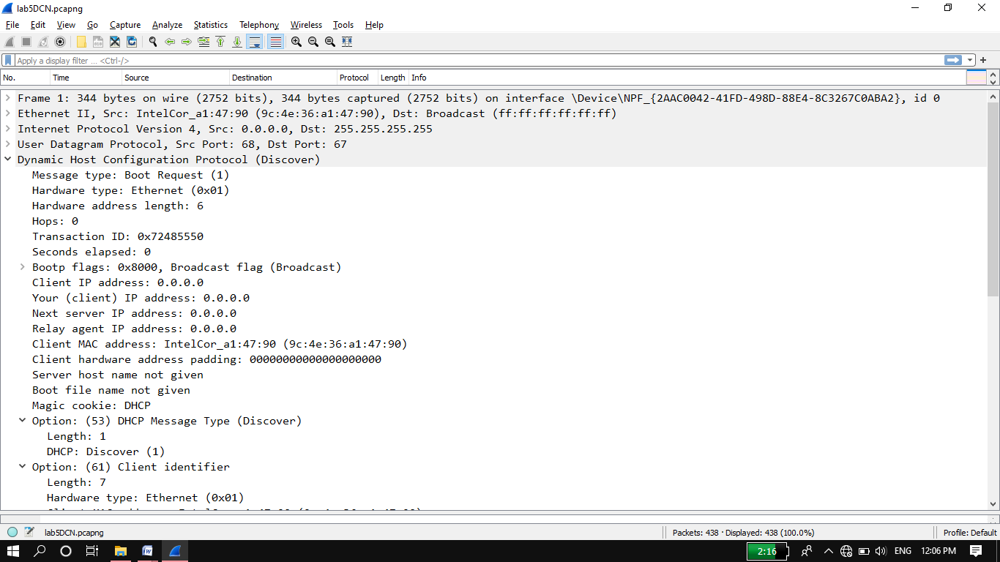 lab5DCN.pcapng
File Edit View Go Capture Analyze Statistics Telephony Wireless Tools Help
Apply a display filter ... <Ctrl-/>
No. Time Source Destination Protocol Length Info
Frame 1: 344 bytes on wire (2752 bits), 344 bytes captured (2752 bits) on interface \Device\NPF_{2AAC0042-41FD-498D-88E4-8C3267C0ABA2}, id 0
Ethernet II, Src: IntelCor_a1:47:90 (9c:4e:36:a1:47:90), Dst: Broadcast (ff:ff:ff:ff:ff:ff)
Internet Protocol Version 4, Src: 0.0.0.0, Dst: 255.255.255.255
User Datagram Protocol, Src Port: 68, Dst Port: 67
Dynamic Host Configuration Protocol (Discover)
Message type: Boot Request (1)
Hardware type: Ethernet (0x01)
Hardware address length: 6
Hops: 0
Transaction ID: 0x72485550
Seconds elapsed: 0
Bootp flags: 0x8000, Broadcast flag (Broadcast)
Client IP address: 0.0.0.0
Your (client) IP address: 0.0.0.0
Next server IP address: 0.0.0.0
Relay agent IP address: 0.0.0.0
Client MAC address: IntelCor_a1:47:90 (9c:4e:36:a1:47:90)
Client hardware address padding: 00000000000000000000
Server host name not given
Boot file name not given
Magic cookie: DHCP
Option: (53) DHCP Message Type (Discover)
Length: 1
DHCP: Discover (1)
Option: (61) Client identifier
Length: 7
Hardware type: Ethernet (0x01)
lab5DCN.pcapng Packets: 438 · Displayed: 438 (100.0%) Profile: Default
2:16 ENG 12:06 PM